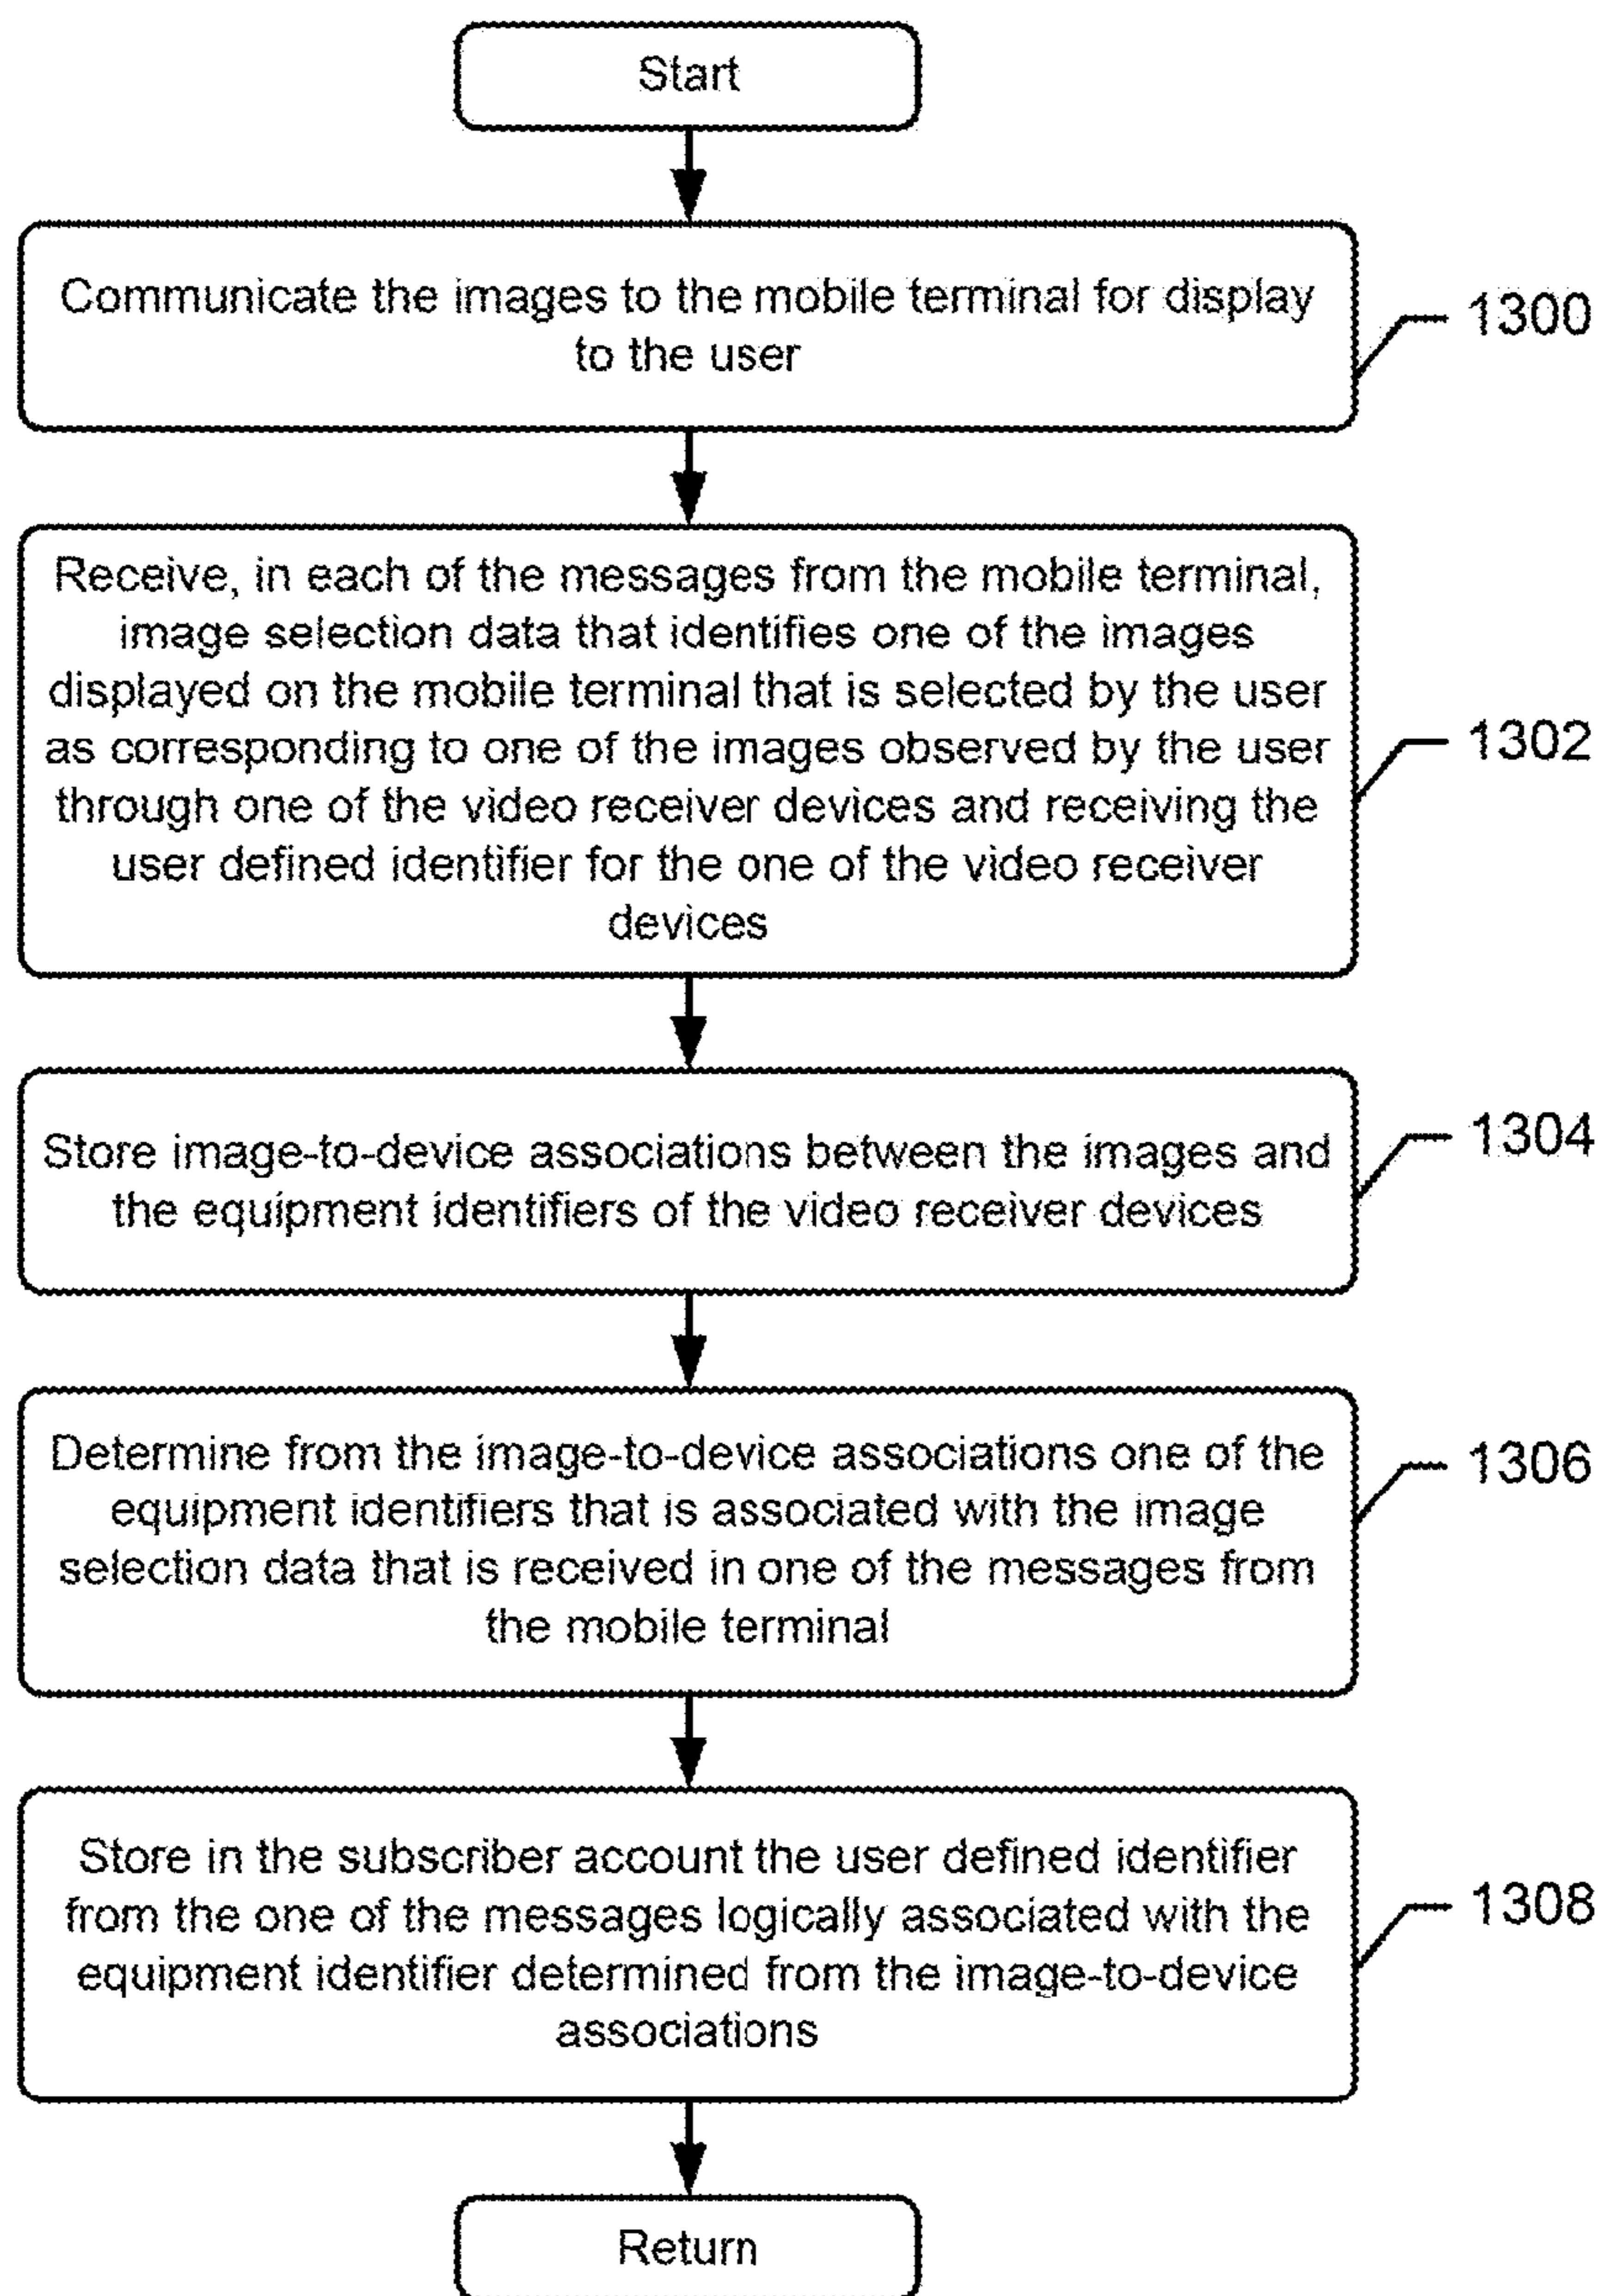 Start
Communicate the images to the mobile terminal for display
to the user
1300
Receive, in each of the messages from the mobile terminal,
image selection data that identifies one of the images
displayed on the mobile terminal that is selected by the user
as corresponding to one of the images observed by the user
through one of the video receiver devices and receiving the
user defined identifier for the one of the video receiver
devices
1302
Store image-to-device associations between the images and
the equipment identifiers of the video receiver devices
1304
Determine from the image-to-device associations one of the
equipment identifiers that is associated with the image
selection data that is received in one of the messages from
the mobile terminal
1306
Store in the subscriber account the user defined identifier
from the one of the messages logically associated with the
equipment identifier determined from the image-to-device
associations
1308
Return